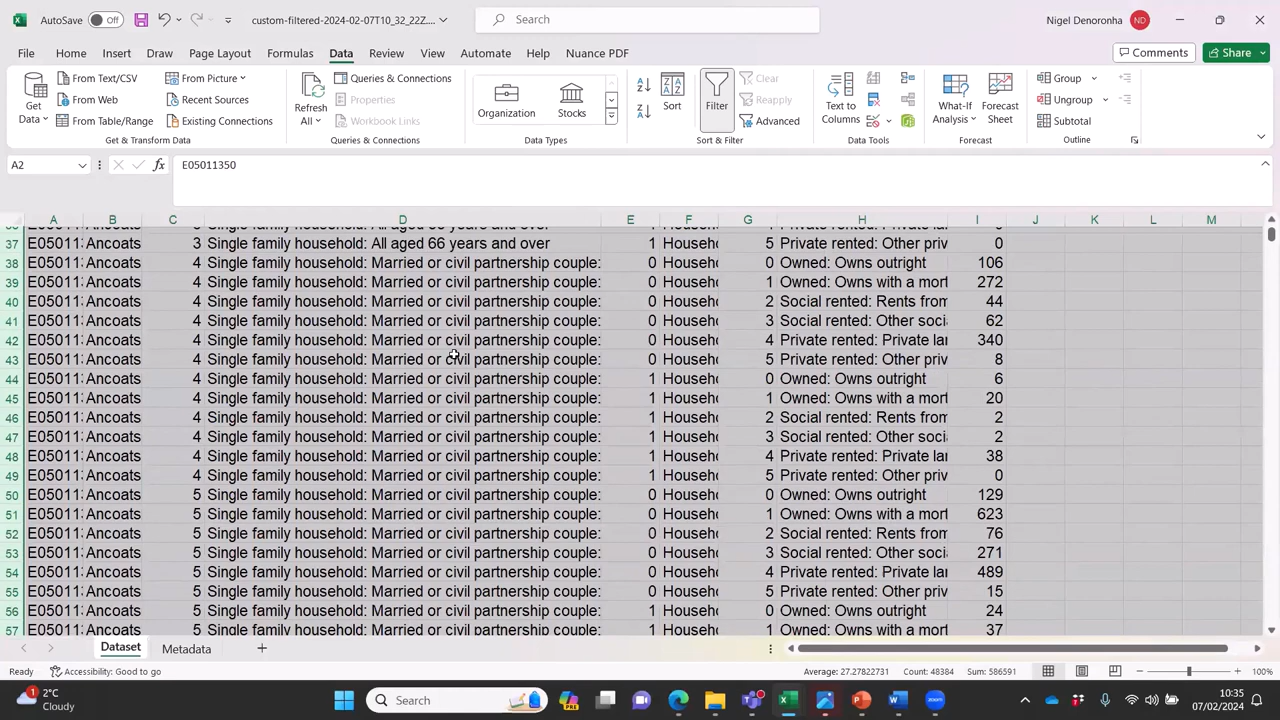 AutoSave Off custom-filtered-2024-02-07T10_32_22Z.... Search Nigel Denoronha ND
File Home Insert Draw Page Layout Formulas Data Review View Automate Help Nuance PDF Comments Share
From Text/CSV From Picture Queries & Connections Clear Group
Get Data From Web Recent Sources Refresh All Properties Organization Stocks Sort Filter Reapply Text to Columns What-If Analysis Forecast Sheet Ungroup
From Table/Range Existing Connections Workbook Links Advanced Subtotal
Get & Transform Data Queries & Connections Data Types Sort & Filter Data Tools Forecast Outline
A2 fx E05011350
A B C D E F G H I J K L M
37 E05011 Ancoats 3 Single family household: All aged 66 years and over 1 Househo 5 Private rented: Other priv 0
38 E05011 Ancoats 4 Single family household: Married or civil partnership couple: 0 Househo 0 Owned: Owns outright 106
39 E05011 Ancoats 4 Single family household: Married or civil partnership couple: 0 Househo 1 Owned: Owns with a mort 272
40 E05011 Ancoats 4 Single family household: Married or civil partnership couple: 0 Househo 2 Social rented: Rents from 44
41 E05011 Ancoats 4 Single family household: Married or civil partnership couple: 0 Househo 3 Social rented: Other soci 62
42 E05011 Ancoats 4 Single family household: Married or civil partnership couple: 0 Househo 4 Private rented: Private lan 340
43 E05011 Ancoats 4 Single family household: Married or civil partnership couple: 0 Househo 5 Private rented: Other priv 8
44 E05011 Ancoats 4 Single family household: Married or civil partnership couple: 1 Househo 0 Owned: Owns outright 6
45 E05011 Ancoats 4 Single family household: Married or civil partnership couple: 1 Househo 1 Owned: Owns with a mort 20
46 E05011 Ancoats 4 Single family household: Married or civil partnership couple: 1 Househo 2 Social rented: Rents from 2
47 E05011 Ancoats 4 Single family household: Married or civil partnership couple: 1 Househo 3 Social rented: Other soci 2
48 E05011 Ancoats 4 Single family household: Married or civil partnership couple: 1 Househo 4 Private rented: Private lan 38
49 E05011 Ancoats 4 Single family household: Married or civil partnership couple: 1 Househo 5 Private rented: Other priv 0
50 E05011 Ancoats 5 Single family household: Married or civil partnership couple: 0 Househo 0 Owned: Owns outright 129
51 E05011 Ancoats 5 Single family household: Married or civil partnership couple: 0 Househo 1 Owned: Owns with a mort 623
52 E05011 Ancoats 5 Single family household: Married or civil partnership couple: 0 Househo 2 Social rented: Rents from 76
53 E05011 Ancoats 5 Single family household: Married or civil partnership couple: 0 Househo 3 Social rented: Other soci 271
54 E05011 Ancoats 5 Single family household: Married or civil partnership couple: 0 Househo 4 Private rented: Private lan 489
55 E05011 Ancoats 5 Single family household: Married or civil partnership couple: 0 Househo 5 Private rented: Other priv 15
56 E05011 Ancoats 5 Single family household: Married or civil partnership couple: 1 Househo 0 Owned: Owns outright 24
57 E05011 Ancoats 5 Single family household: Married or civil partnership couple: 1 Househo 1 Owned: Owns with a mort 37
Dataset Metadata
Ready Accessibility: Good to go Average: 27.27822731 Count: 48384 Sum: 586591 100%
2°C Search 10:35
Cloudy 07/02/2024